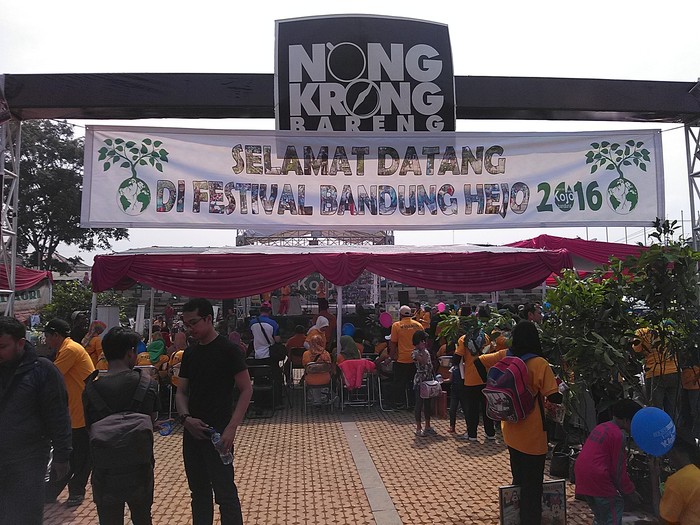 NONG
KRONG
BARENG
SELAMAT DATANG
DI FESTIVAL BANDUNG HEJO 2016